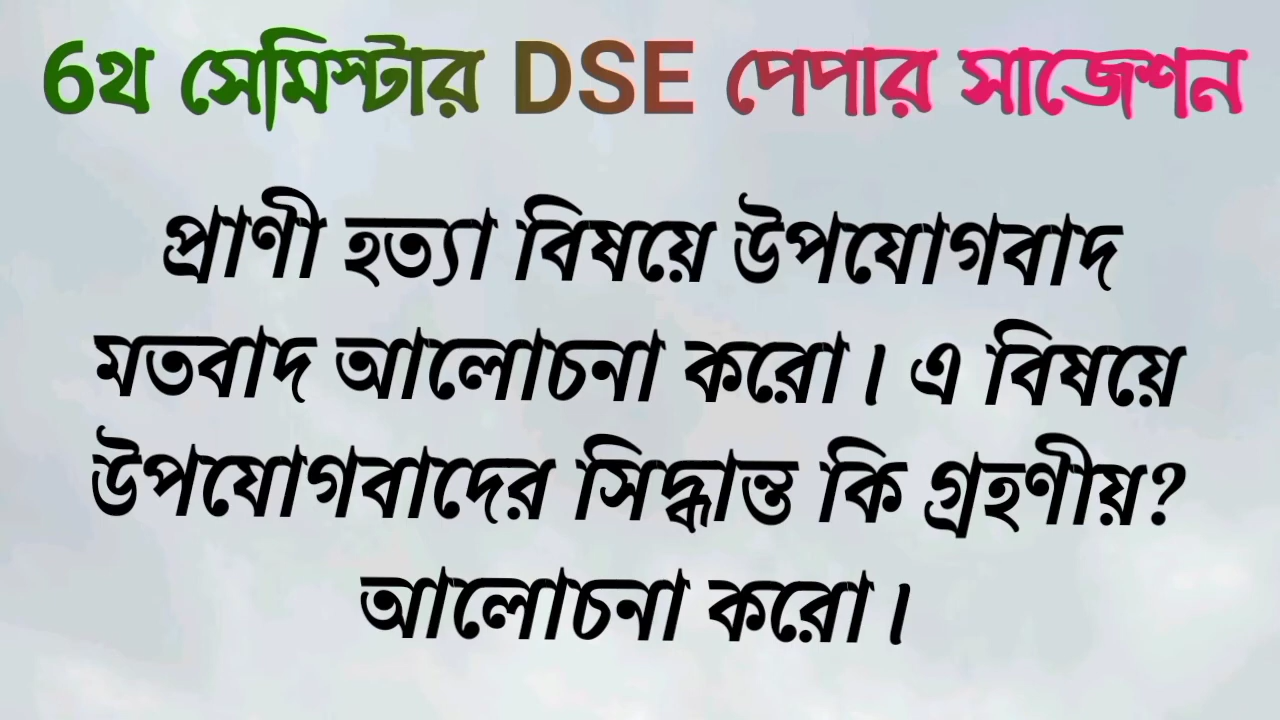 6থ সেমিস্টার DSE পেপার সাজেশন
প্রাণী হত্যা বিষয়ে উপযোগবাদ
মতবাদ আলোচনা করো। এ বিষয়ে
উপযোগবাদের সিদ্ধান্ত কি গ্রহণীয়?
আলোচনা করো।